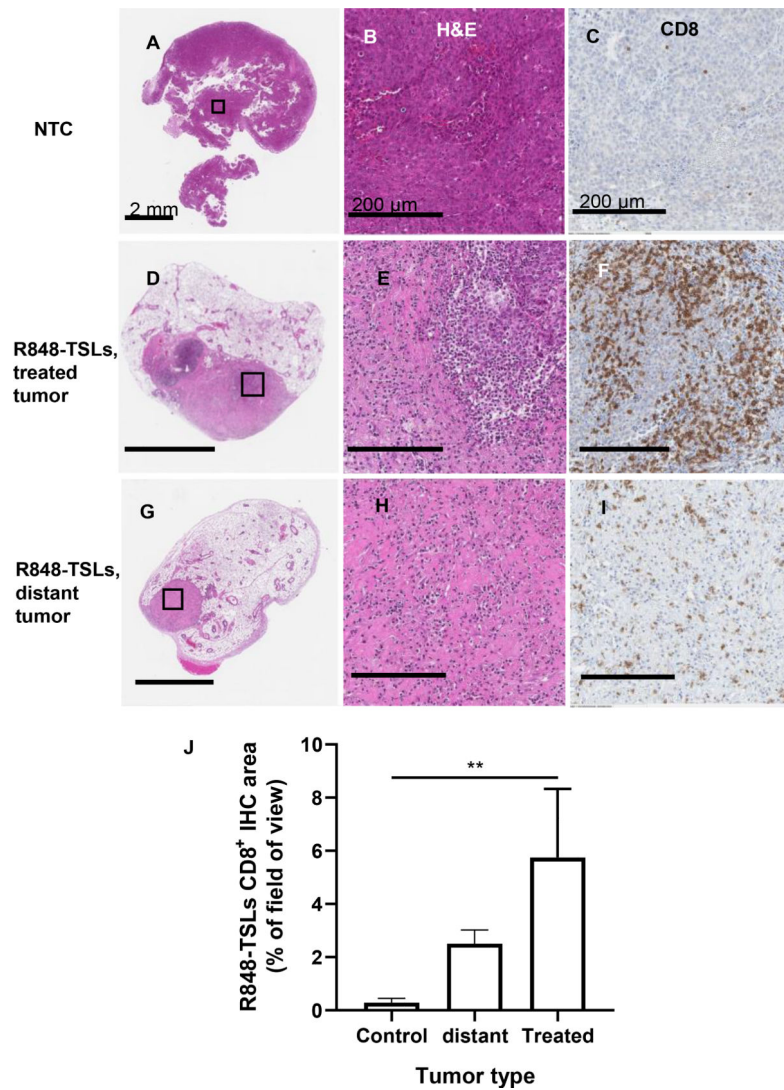 A
B
H&E
C
CD8
NTC
2 mm
200 µm
200 µm
D
E
F
R848-TSLs,
treated
tumor
G
H
I
R848-TSLs,
distant
tumor
J
R848-TSLs CD8⁺ IHC area
(% of field of view)
10
8
6
4
2
0
**
Control
distant
Treated
Tumor type